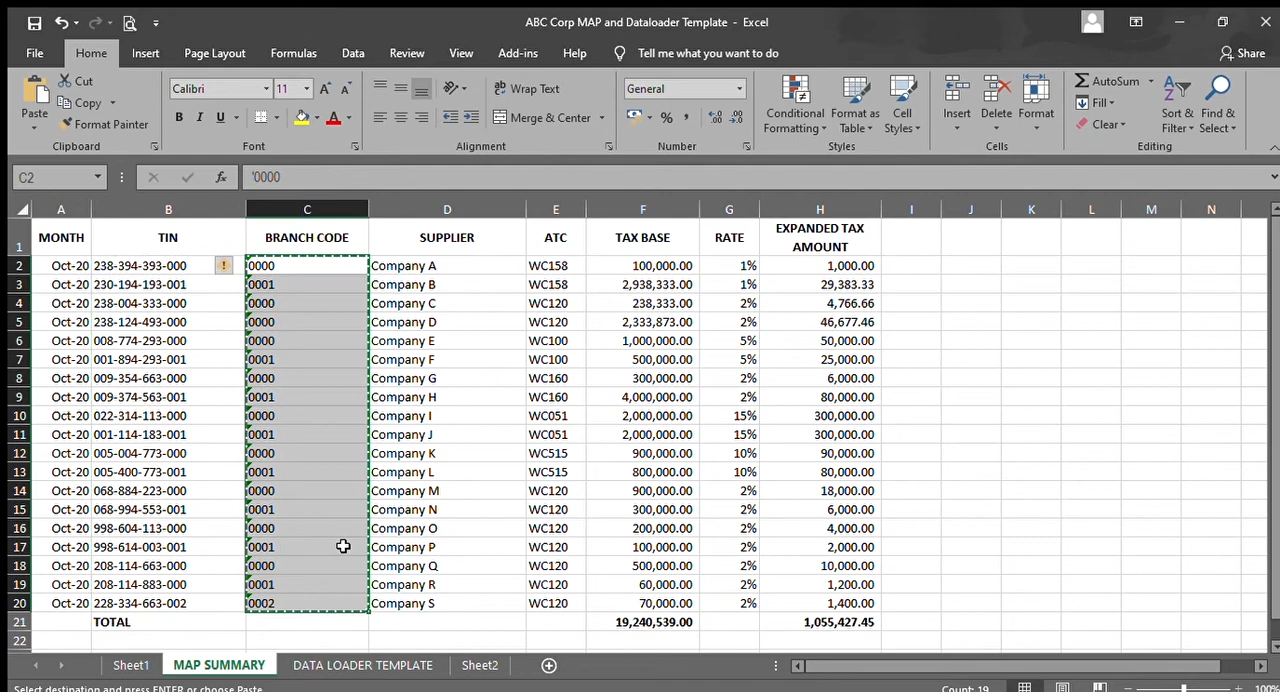 ABC Corp MAP and Dataloader Template - Excel
File Home Insert Page Layout Formulas Data Review View Add-ins Help Tell me what you want to do Share
Paste Cut Copy Format Painter Clipboard
Calibri 11 A A B I U A Font
Wrap Text Merge & Center Alignment
General % , Number
Conditional Formatting Format as Table Cell Styles Styles
Insert Delete Format Cells
AutoSum Fill Clear Sort & Filter Find & Select Editing
C2 fx '0000
A B C D E F G H I J K L M N
1 MONTH TIN BRANCH CODE SUPPLIER ATC TAX BASE RATE EXPANDED TAX AMOUNT
2 Oct-20 238-394-393-000 ! 0000 Company A WC158 100,000.00 1% 1,000.00
3 Oct-20 230-194-193-001 0001 Company B WC158 2,938,333.00 1% 29,383.33
4 Oct-20 238-004-333-000 0000 Company C WC120 238,333.00 2% 4,766.66
5 Oct-20 238-124-493-000 0000 Company D WC120 2,333,873.00 2% 46,677.46
6 Oct-20 008-774-293-000 0000 Company E WC100 1,000,000.00 5% 50,000.00
7 Oct-20 001-894-293-001 0001 Company F WC100 500,000.00 5% 25,000.00
8 Oct-20 009-354-663-000 0000 Company G WC160 300,000.00 2% 6,000.00
9 Oct-20 009-374-563-001 0001 Company H WC160 4,000,000.00 2% 80,000.00
10 Oct-20 022-314-113-000 0000 Company I WC051 2,000,000.00 15% 300,000.00
11 Oct-20 001-114-183-001 0001 Company J WC051 2,000,000.00 15% 300,000.00
12 Oct-20 005-004-773-000 0000 Company K WC515 900,000.00 10% 90,000.00
13 Oct-20 005-400-773-001 0001 Company L WC515 800,000.00 10% 80,000.00
14 Oct-20 068-884-223-000 0000 Company M WC120 900,000.00 2% 18,000.00
15 Oct-20 068-994-553-001 0001 Company N WC120 300,000.00 2% 6,000.00
16 Oct-20 998-604-113-000 0000 Company O WC120 200,000.00 2% 4,000.00
17 Oct-20 998-614-003-001 0001 Company P WC120 100,000.00 2% 2,000.00
18 Oct-20 208-114-663-000 0000 Company Q WC120 500,000.00 2% 10,000.00
19 Oct-20 208-114-883-000 0001 Company R WC120 60,000.00 2% 1,200.00
20 Oct-20 228-334-663-002 0002 Company S WC120 70,000.00 2% 1,400.00
21 TOTAL 19,240,539.00 1,055,427.45
22
Sheet1 MAP SUMMARY DATA LOADER TEMPLATE Sheet2
Select destination and press ENTER or choose Paste Count: 19 100%